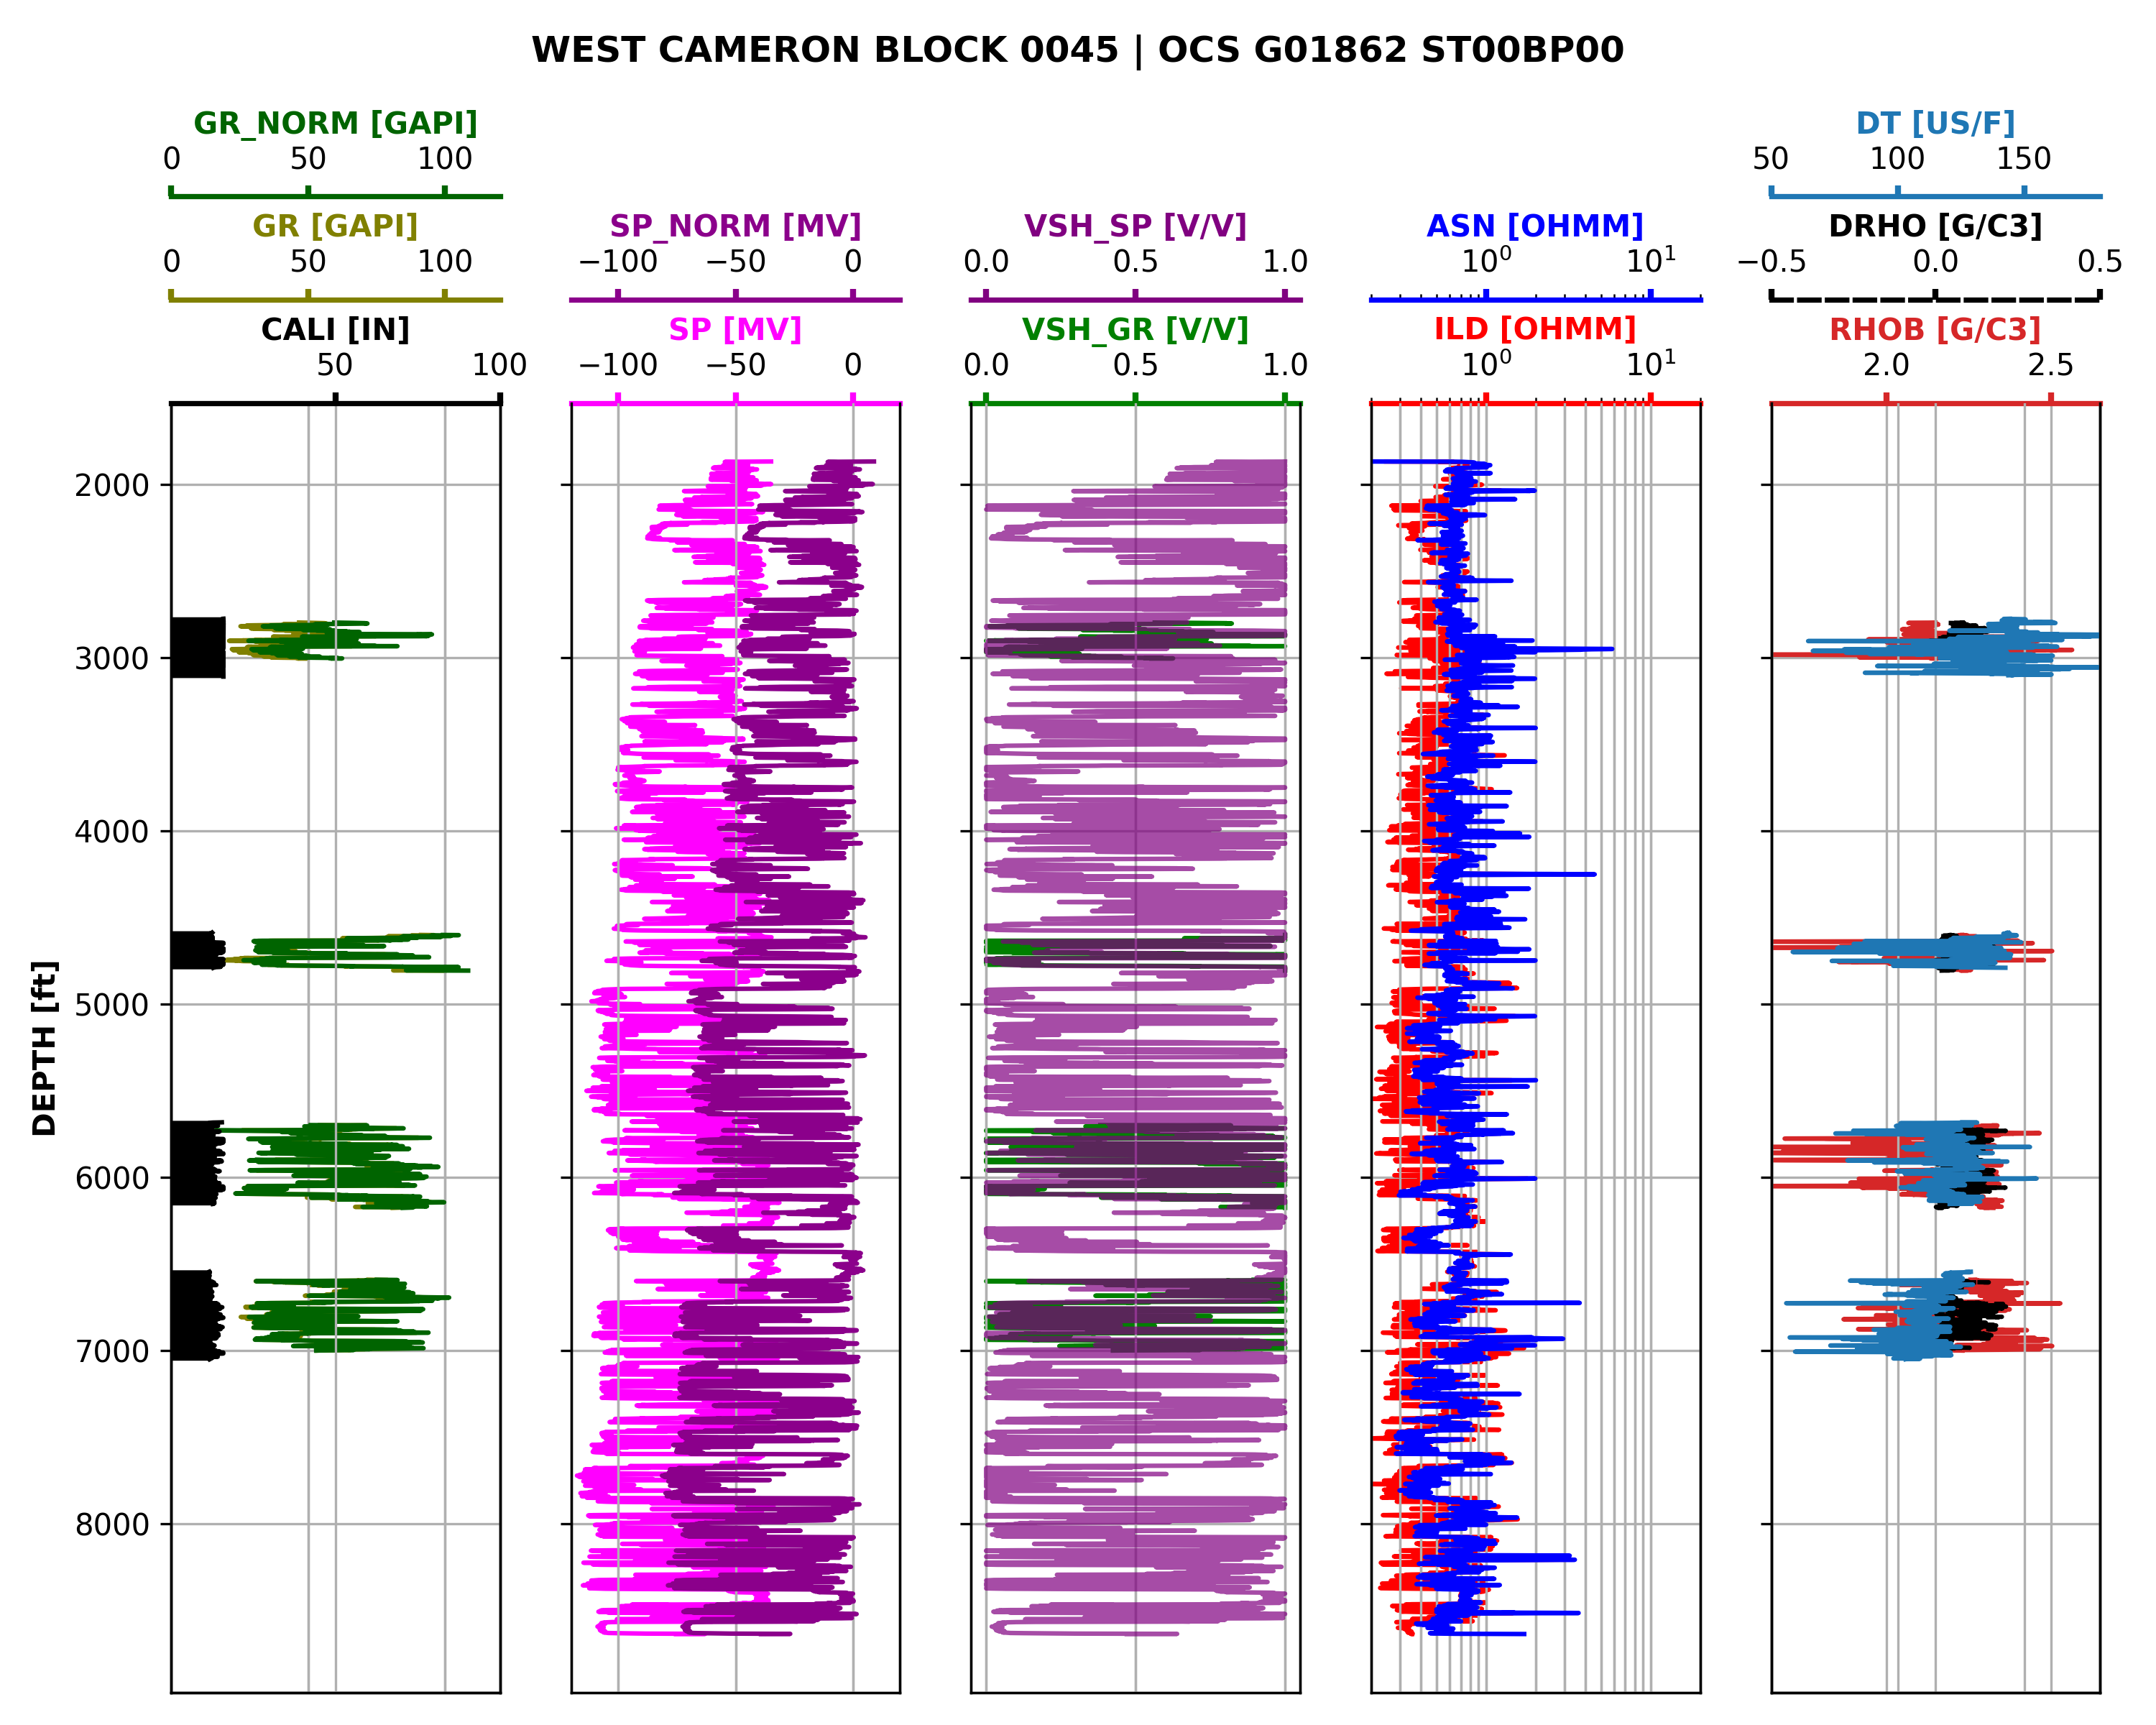 WEST CAMERON BLOCK 0045 | OCS G01862 ST00BP00
GR_NORM [GAPI]
0 50 100
DT [US/F]
50 100 150
GR [GAPI]
0 50 100
SP_NORM [MV]
−100 −50 0
VSH_SP [V/V]
0.0 0.5 1.0
ASN [OHMM]
10⁰ 10¹
DRHO [G/C3]
−0.5 0.0 0.5
CALI [IN]
50 100
SP [MV]
−100 −50 0
VSH_GR [V/V]
0.0 0.5 1.0
ILD [OHMM]
10⁰ 10¹
RHOB [G/C3]
2.0 2.5
DEPTH [ft]
2000
3000
4000
5000
6000
7000
8000